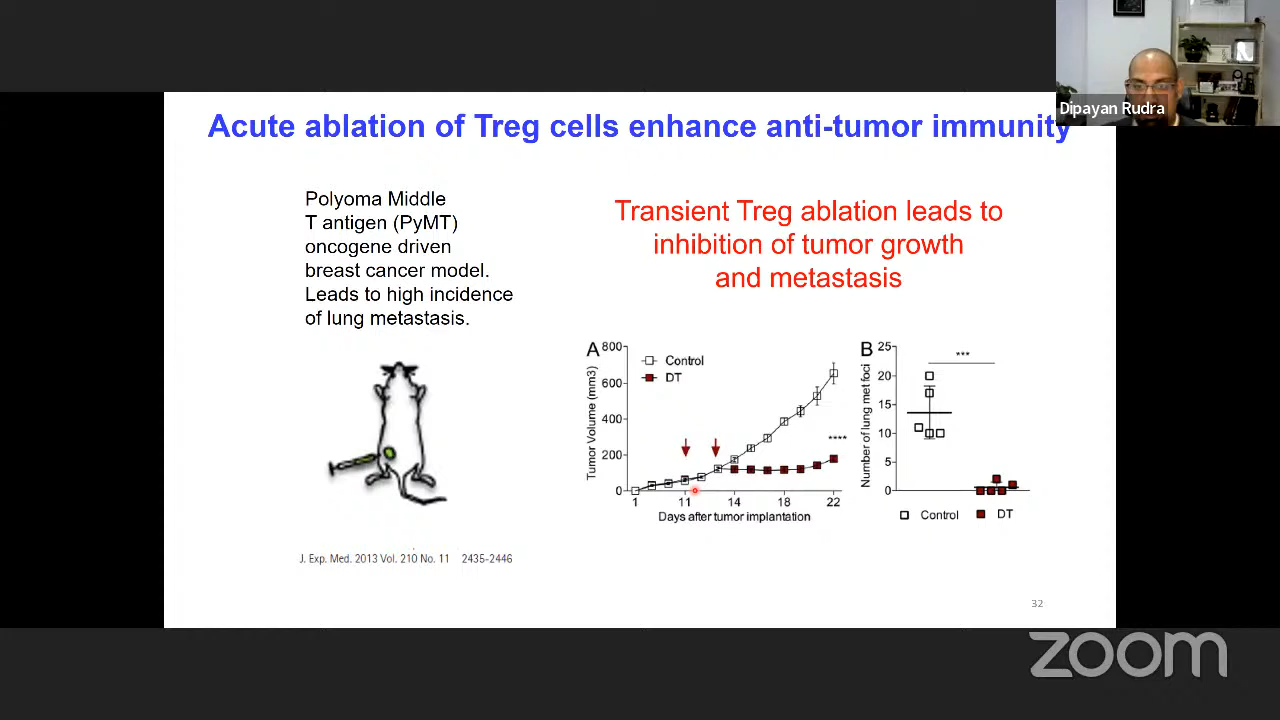 Dipayan Rudra
Acute ablation of Treg cells enhance anti-tumor immunity
Polyoma Middle
T antigen (PyMT)
oncogene driven
breast cancer model.
Leads to high incidence
of lung metastasis.
Transient Treg ablation leads to
inhibition of tumor growth
and metastasis
A
800
600
400
200
0
Tumor Volume (mm3)
Control
DT
****
1 11 14 18 22
Days after tumor implantation
B
25
20
15
10
5
0
Number of lung met foci
***
Control DT
J. Exp. Med. 2013 Vol. 210 No. 11 2435-2446
32
zoom